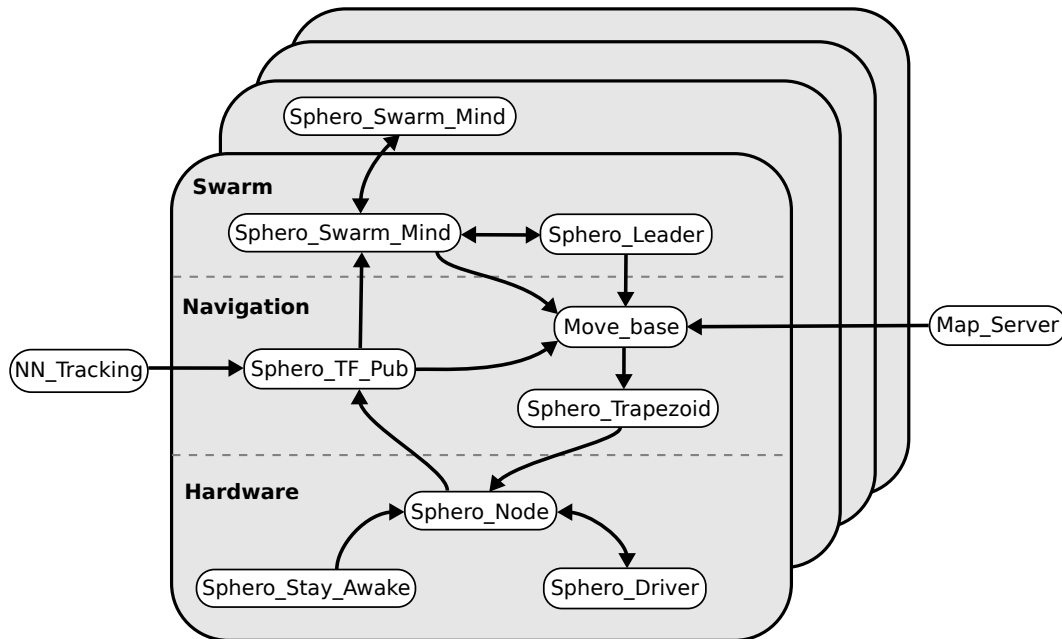 Sphero_Swarm_Mind
Swarm
Sphero_Swarm_Mind
Sphero_Leader
Navigation
Move_base
Map_Server
NN_Tracking
Sphero_TF_Pub
Sphero_Trapezoid
Hardware
Sphero_Node
Sphero_Stay_Awake
Sphero_Driver